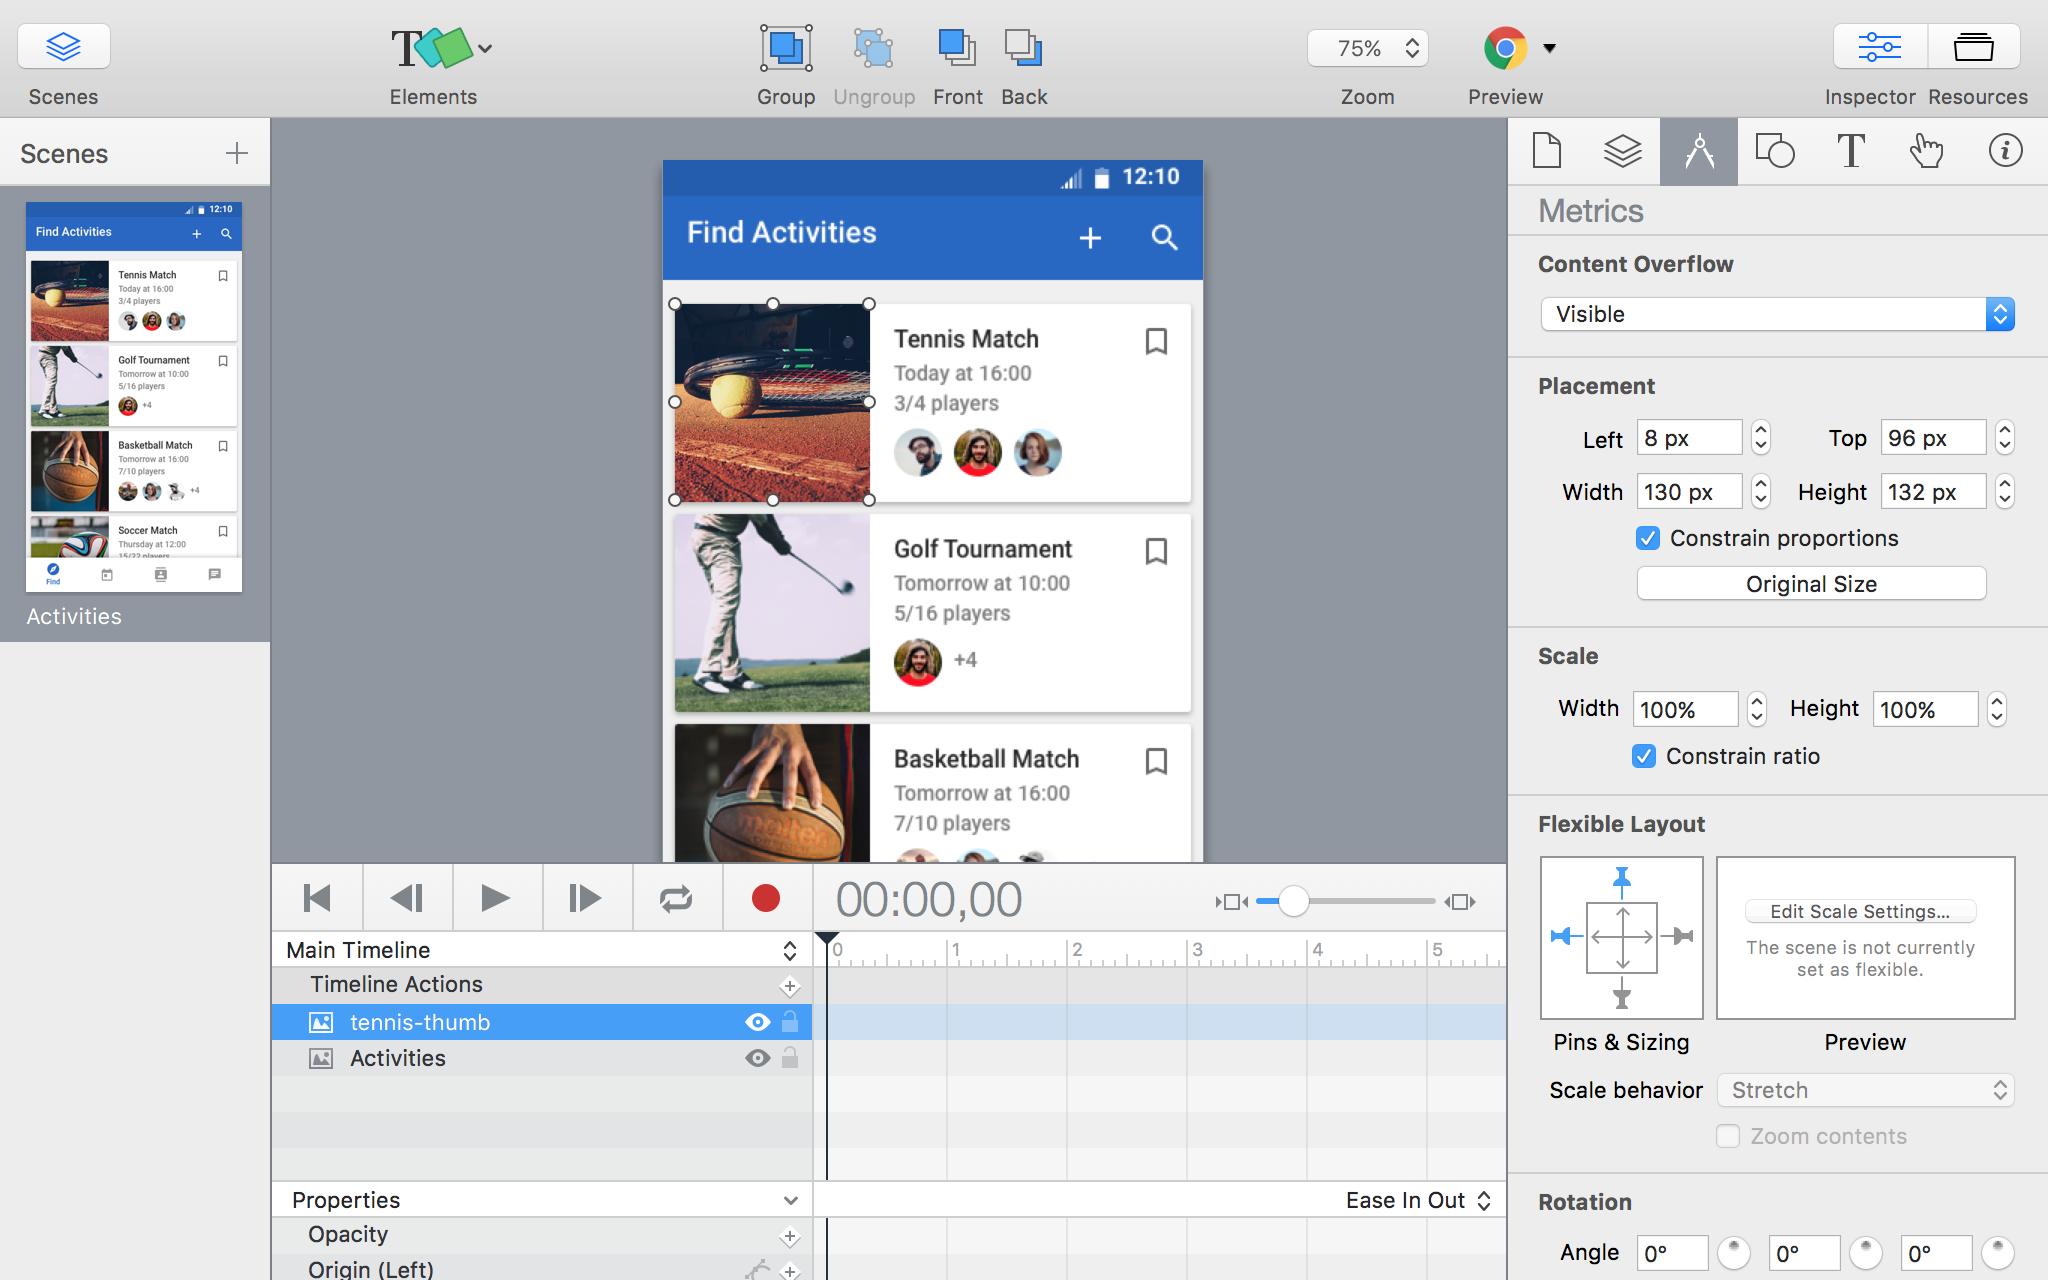 Scenes
Elements
Group
Ungroup
Front
Back
75%
Zoom
Preview
Inspector
Resources
Scenes
12:10
Find Activities
Tennis Match
Today at 16:00
3/4 players
Golf Tournament
Tomorrow at 10:00
5/16 players
+4
Basketball Match
Tomorrow at 16:00
7/10 players
+4
Soccer Match
Thursday at 12:00
15/22 players
Find
Activities
12:10
Find Activities
Tennis Match
Today at 16:00
3/4 players
Golf Tournament
Tomorrow at 10:00
5/16 players
+4
Basketball Match
Tomorrow at 16:00
7/10 players
molten
00:00,00
Main Timeline
0 1 2 3 4 5
Timeline Actions
tennis-thumb
Activities
Properties
Ease In Out
Opacity
Origin (Left)
Metrics
Content Overflow
Visible
Placement
Left 8 px Top 96 px
Width 130 px Height 132 px
Constrain proportions
Original Size
Scale
Width 100% Height 100%
Constrain ratio
Flexible Layout
Edit Scale Settings...
The scene is not currently
set as flexible.
Pins & Sizing
Preview
Scale behavior Stretch
Zoom contents
Rotation
Angle 0° 0° 0°